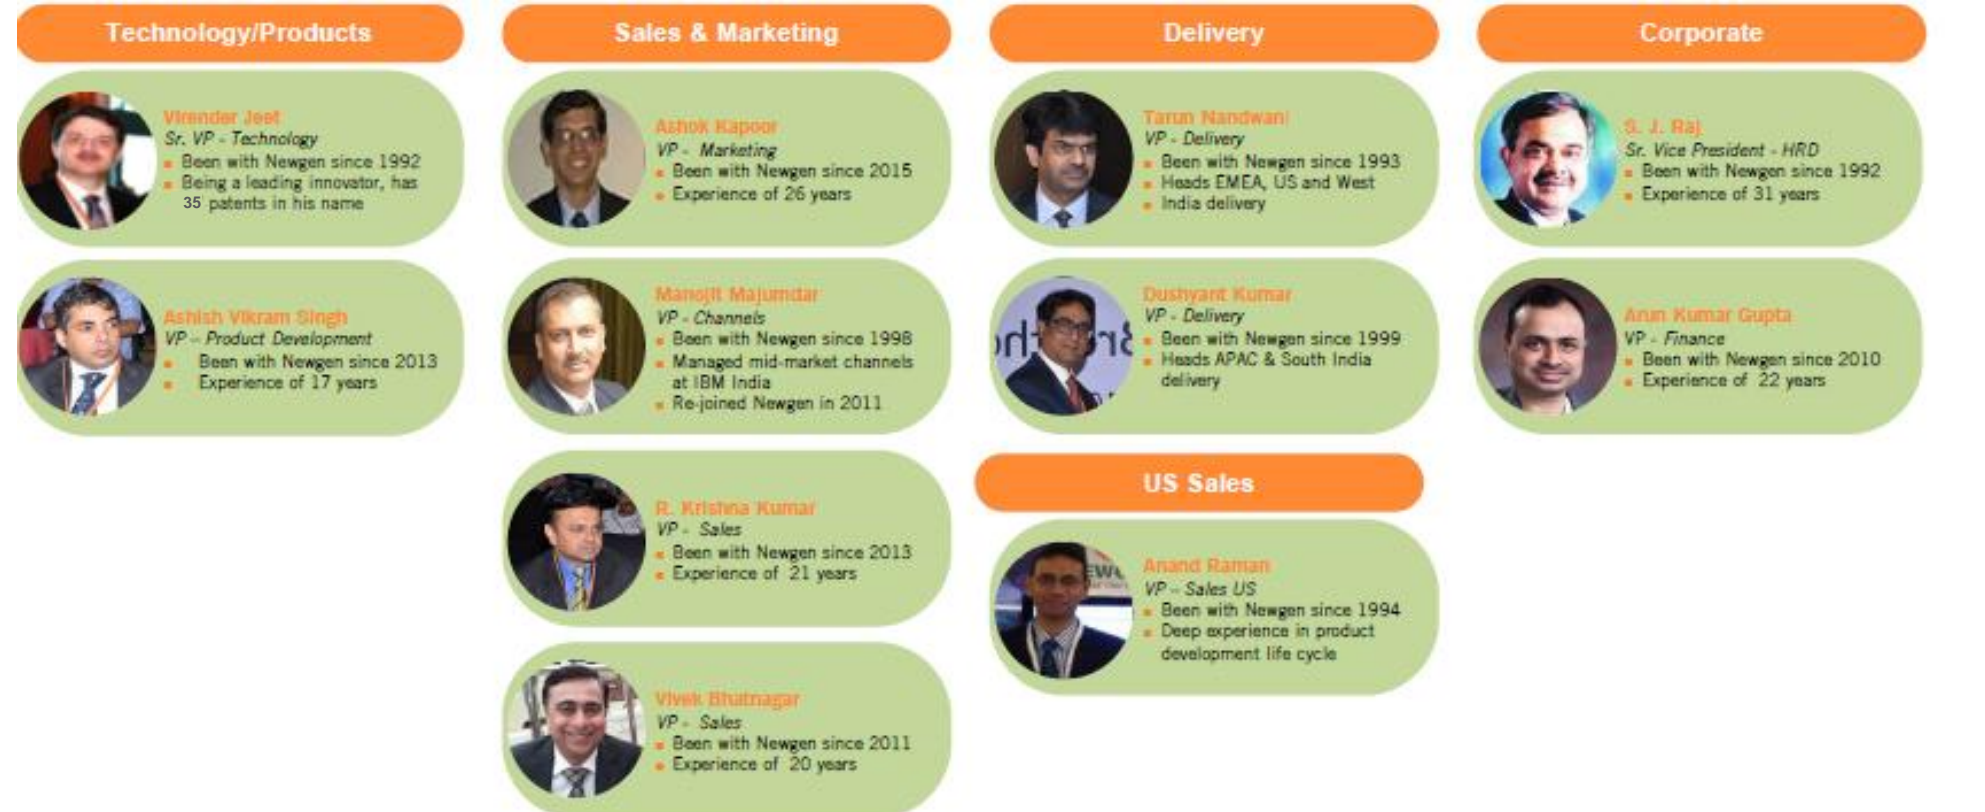 Technology/Products
Virender Jeet
Sr. VP - Technology
▪ Been with Newgen since 1992
▪ Being a leading innovator, has
35 patents in his name
Ashish Vikram Singh
VP – Product Development
▪ Been with Newgen since 2013
▪ Experience of 17 years
Sales & Marketing
Ashok Kapoor
VP - Marketing
▪ Been with Newgen since 2015
▪ Experience of 26 years
Manojit Majumdar
VP - Channels
▪ Been with Newgen since 1998
▪ Managed mid-market channels
at IBM India
▪ Re-joined Newgen in 2011
R. Krishna Kumar
VP - Sales
▪ Been with Newgen since 2013
▪ Experience of 21 years
Vivek Bhatnagar
VP - Sales
▪ Been with Newgen since 2011
▪ Experience of 20 years
Delivery
Tarun Nandwani
VP - Delivery
▪ Been with Newgen since 1993
▪ Heads EMEA, US and West
▪ India delivery
Dushyant Kumar
VP - Delivery
▪ Been with Newgen since 1999
▪ Heads APAC & South India
delivery
US Sales
Anand Raman
VP – Sales US
▪ Been with Newgen since 1994
▪ Deep experience in product
development life cycle
Corporate
S. J. Raj
Sr. Vice President - HRD
▪ Been with Newgen since 1992
▪ Experience of 31 years
Arun Kumar Gupta
VP - Finance
▪ Been with Newgen since 2010
▪ Experience of 22 years